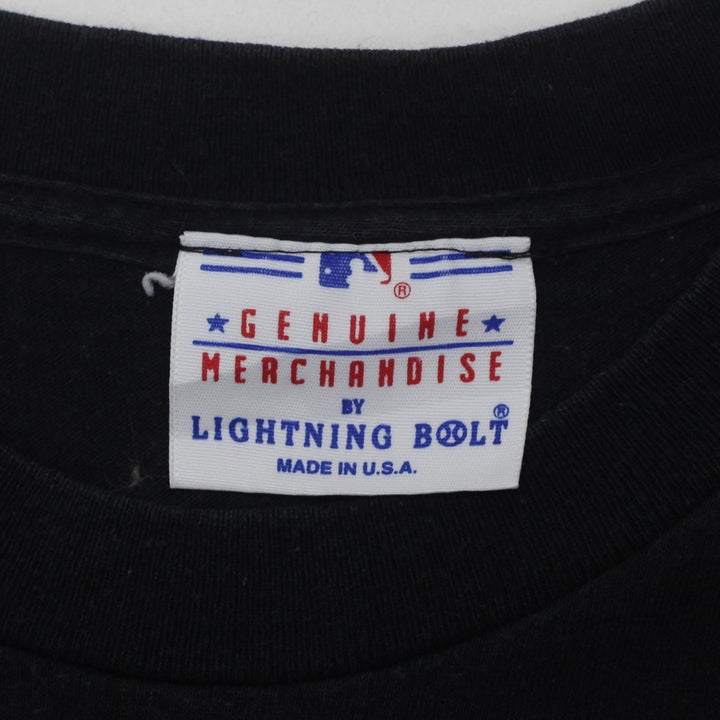 ®
★ GENUINE ★
MERCHANDISE
BY
LIGHTNING BOLT®
MADE IN U.S.A.